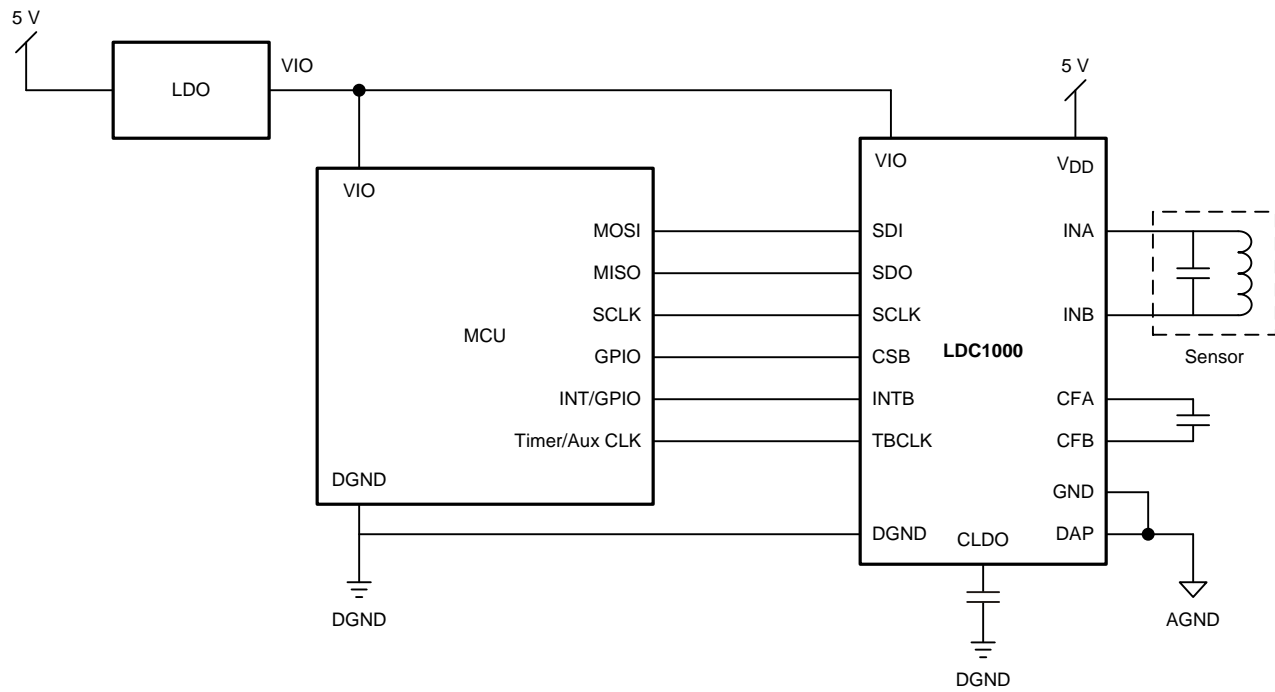 5 V
LDO
VIO
5 V
VIO
MOSI
MISO
SCLK
GPIO
INT/GPIO
Timer/Aux CLK
MCU
DGND
DGND
VIO
VDD
SDI
SDO
SCLK
CSB
INTB
TBCLK
DGND
LDC1000
INA
INB
CFA
CFB
GND
DAP
CLDO
DGND
Sensor
AGND